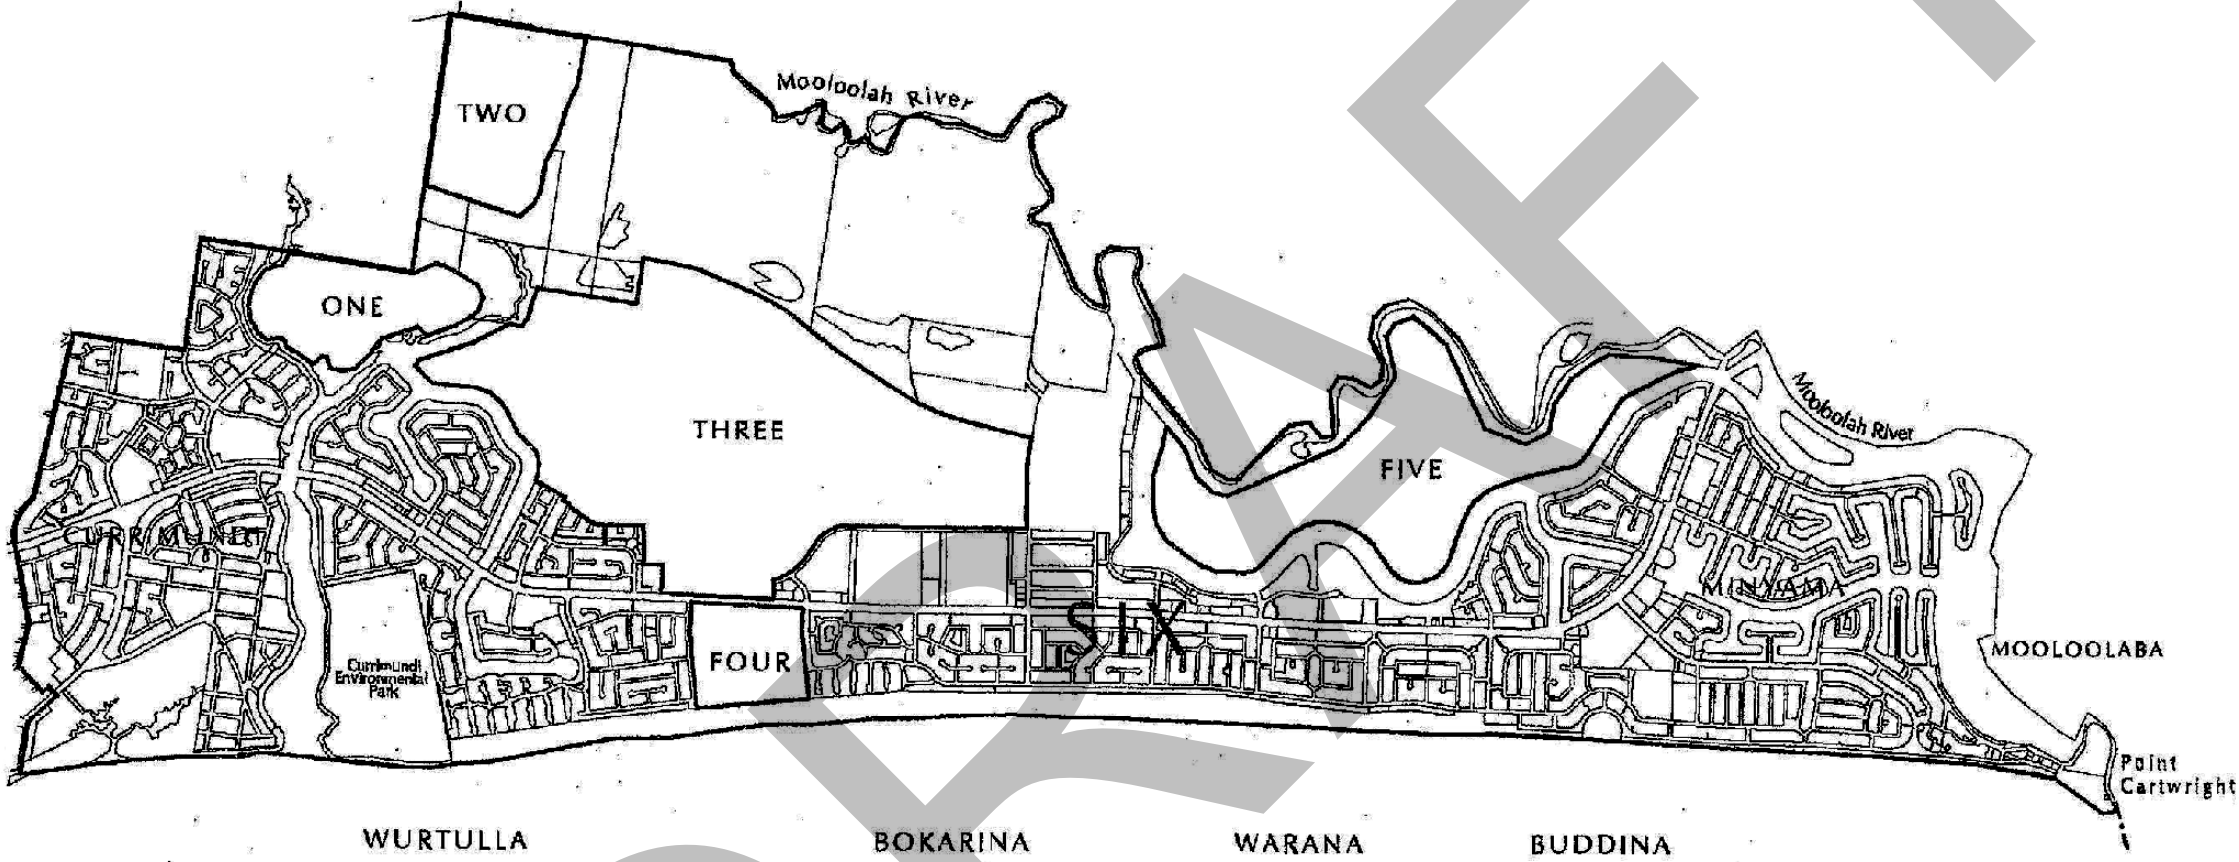 Mooloolah River
TWO
ONE
THREE
FIVE
Mooloolah River
CURRIMUNDI
MINYAMA
SIX
MOOLOOLABA
FOUR
Currimundi
Environmental
Park
Point
Cartwright
WURTULLA
BOKARINA
WARANA
BUDDINA